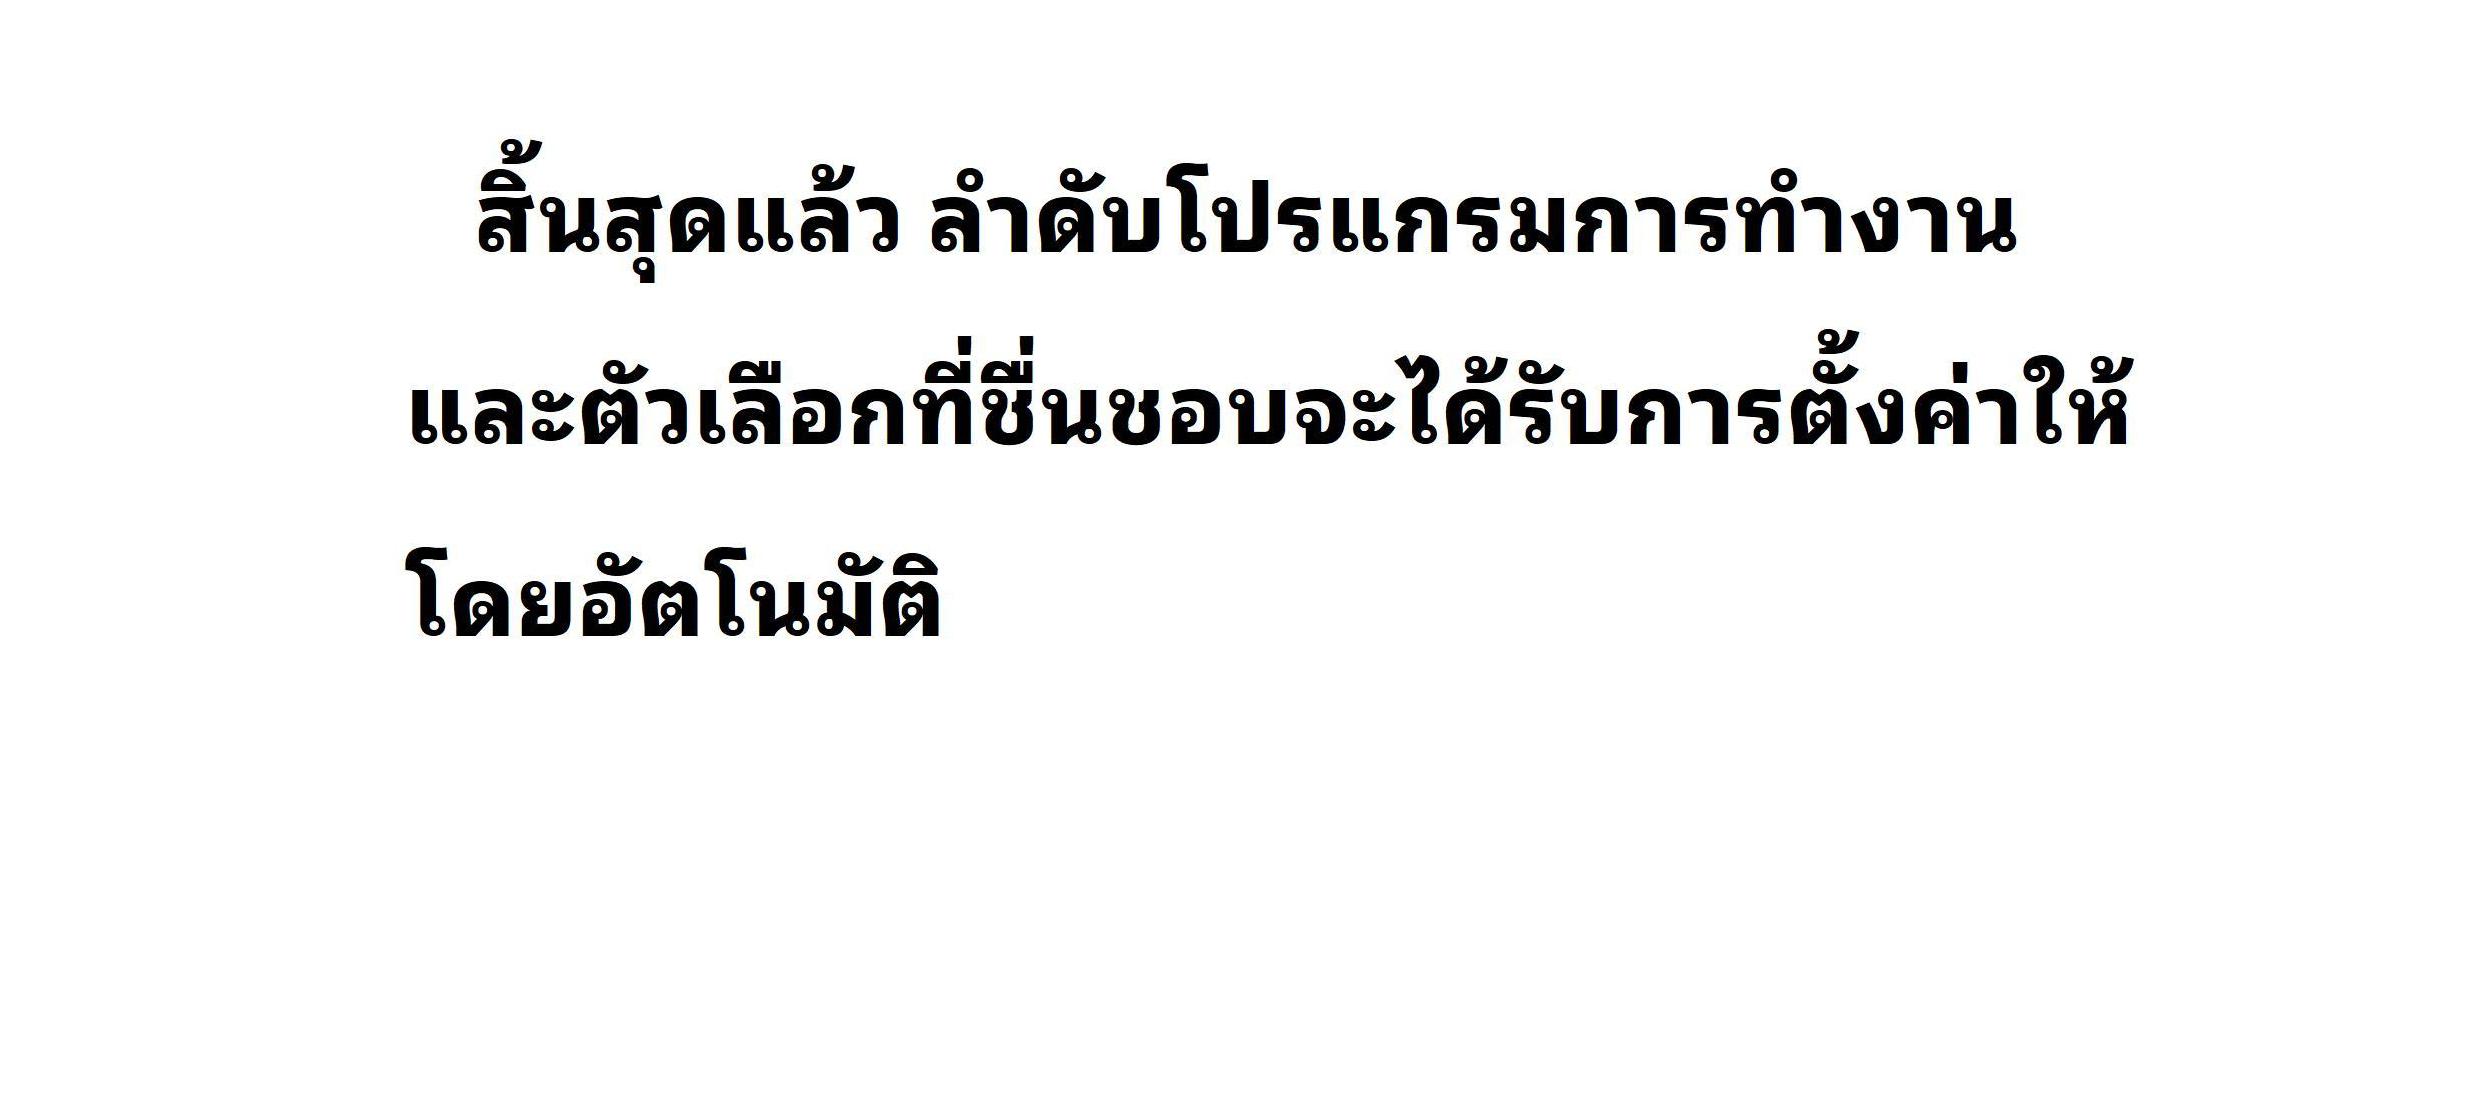 สิ้นสุดแล้ว ลำดับโปรแกรมการทำงาน
และตัวเลือกที่ชื่นชอบจะได้รับการตั้งค่าให้
โดยอัตโนมัติ